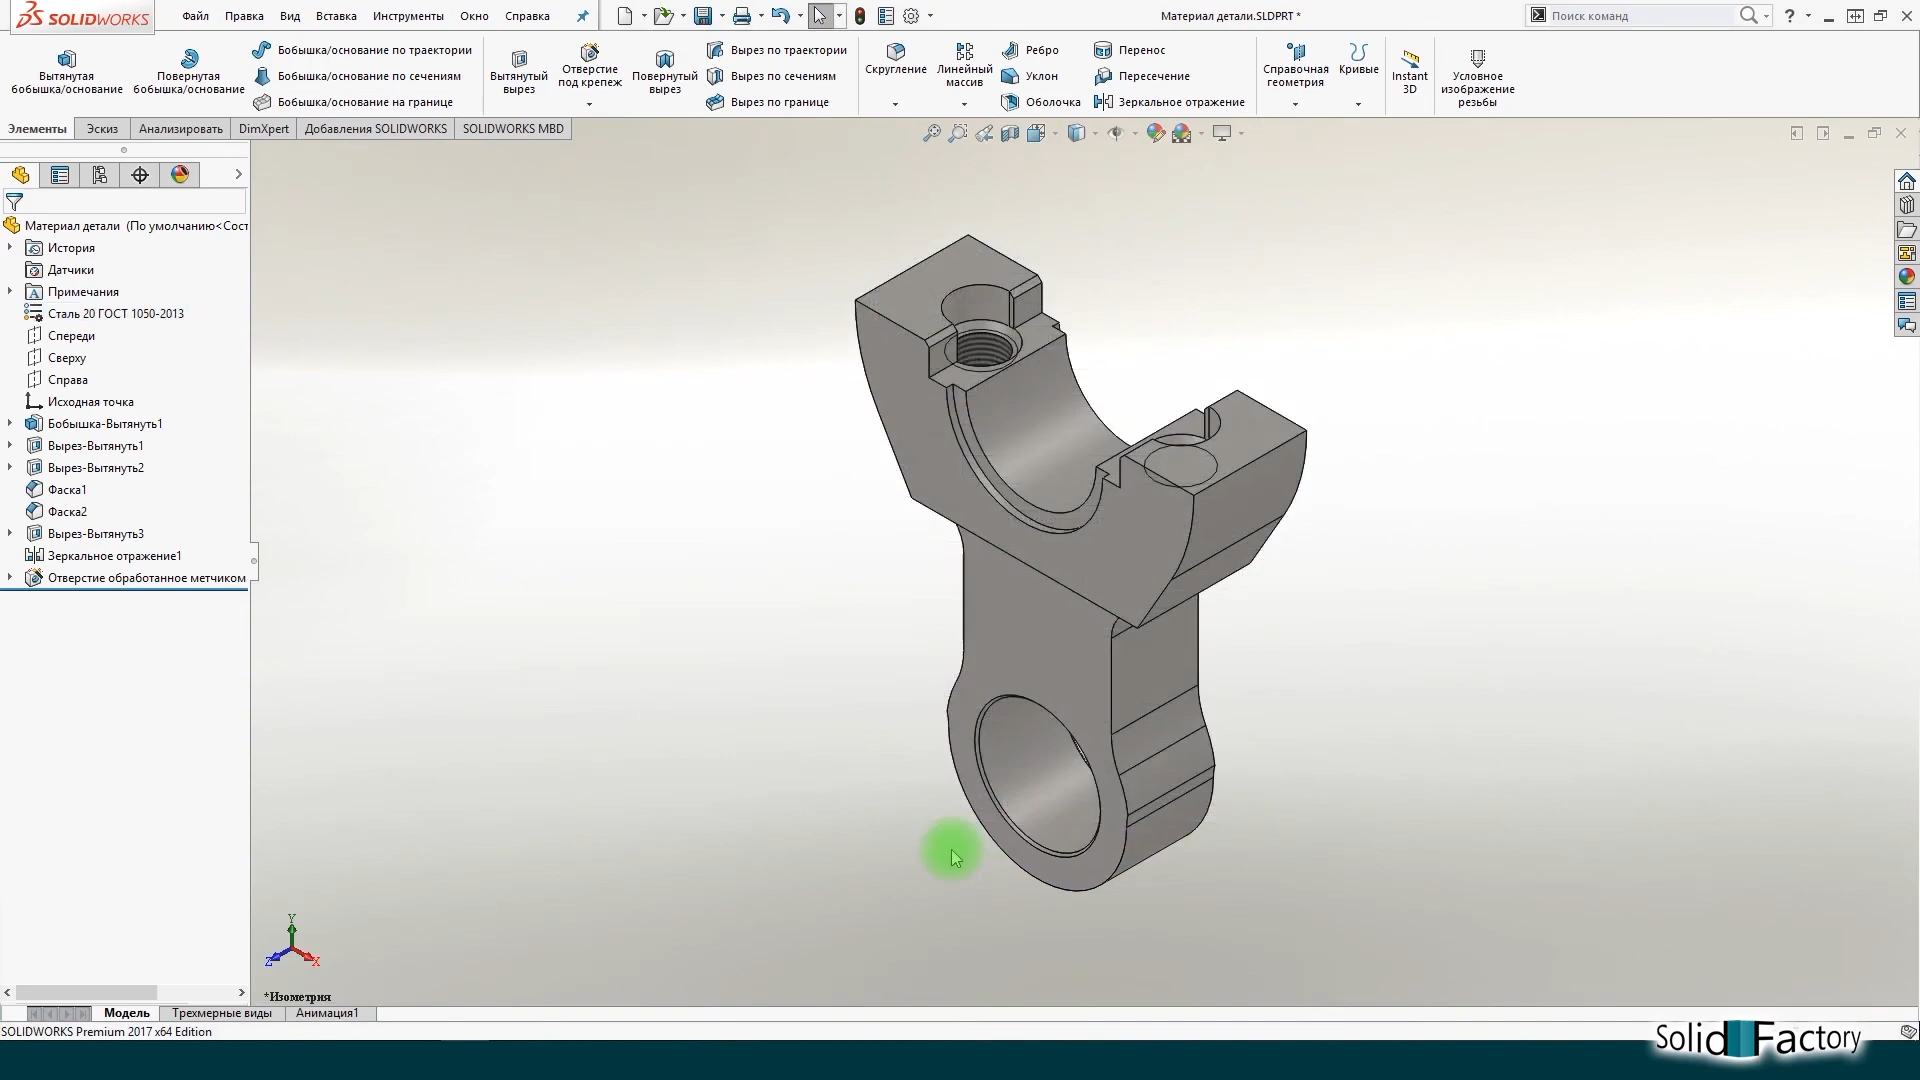 SOLIDWORKS
Файл Правка Вид Вставка Инструменты Окно Справка
Материал детали.SLDPRT *
Поиск команд
?
Вытянутая бобышка/основание
Повернутая бобышка/основание
Бобышка/основание по траектории
Бобышка/основание по сечениям
Бобышка/основание на границе
Вытянутый вырез
Отверстие под крепеж
Повернутый вырез
Вырез по траектории
Вырез по сечениям
Вырез по границе
Скругление
Линейный массив
Ребро
Уклон
Оболочка
Перенос
Пересечение
Зеркальное отражение
Справочная геометрия
Кривые
Instant 3D
Условное изображение резьбы
Элементы Эскиз Анализировать DimXpert Добавления SOLIDWORKS SOLIDWORKS MBD
Материал детали (По умолчанию<Сост
История
Датчики
Примечания
Сталь 20 ГОСТ 1050-2013
Спереди
Сверху
Справа
Исходная точка
Бобышка-Вытянуть1
Вырез-Вытянуть1
Вырез-Вытянуть2
Фаска1
Фаска2
Вырез-Вытянуть3
Зеркальное отражение1
Отверстие обработанное метчиком
Y
Z
X
*Изометрия
Модель Трехмерные виды Анимация1
SOLIDWORKS Premium 2017 x64 Edition
Solid Factory